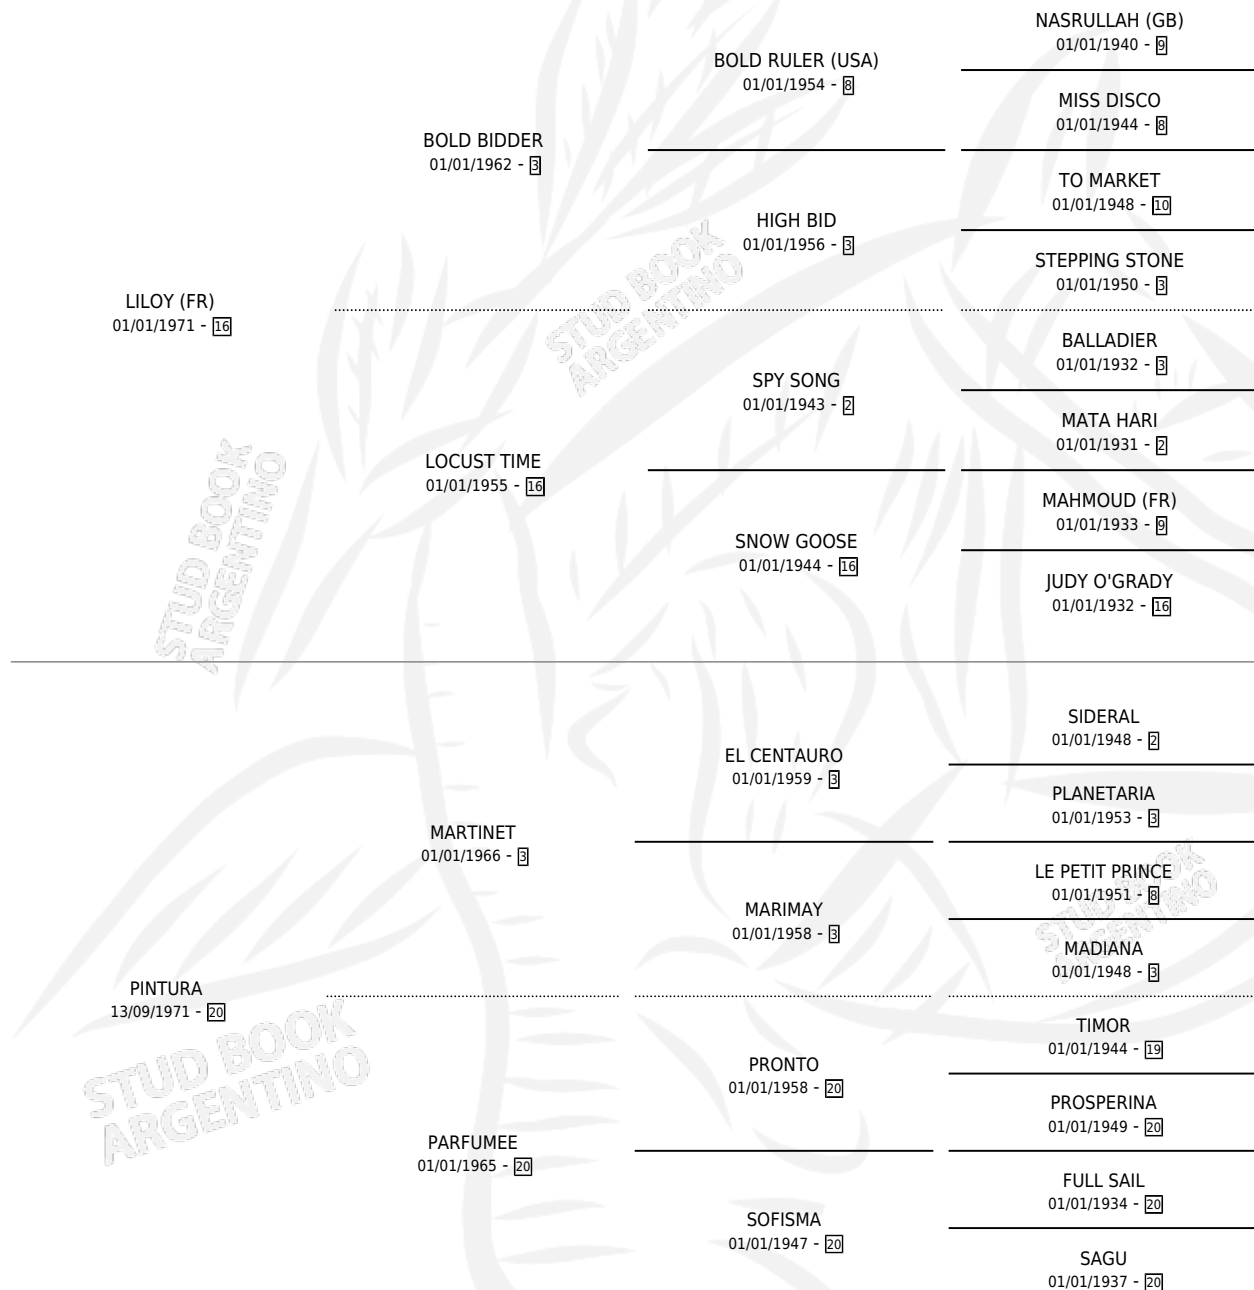 NASRULLAH (GB)
01/01/1940 - 9
BOLD RULER (USA)
01/01/1954 - 8
MISS DISCO
01/01/1944 - 8
BOLD BIDDER
01/01/1962 - 3
TO MARKET
01/01/1948 - 10
HIGH BID
01/01/1956 - 3
STEPPING STONE
01/01/1950 - 3
LILOY (FR)
01/01/1971 - 16
BALLADIER
01/01/1932 - 3
SPY SONG
01/01/1943 - 2
MATA HARI
01/01/1931 - 2
LOCUST TIME
01/01/1955 - 16
MAHMOUD (FR)
01/01/1933 - 9
SNOW GOOSE
01/01/1944 - 16
JUDY O'GRADY
01/01/1932 - 16
SIDERAL
01/01/1948 - 2
EL CENTAURO
01/01/1959 - 3
PLANETARIA
01/01/1953 - 3
MARTINET
01/01/1966 - 3
LE PETIT PRINCE
01/01/1951 - 8
MARIMAY
01/01/1958 - 3
MADIANA
01/01/1948 - 3
PINTURA
13/09/1971 - 20
TIMOR
01/01/1944 - 19
PRONTO
01/01/1958 - 20
PROSPERINA
01/01/1949 - 20
PARFUMEE
01/01/1965 - 20
FULL SAIL
01/01/1934 - 20
SOFISMA
01/01/1947 - 20
SAGU
01/01/1937 - 20
STUD BOOK
ARGENTINO
STUD BOOK
ARGENTINO
STUD BOOK
ARGENTINO
STUD BOOK
ARGENTINO